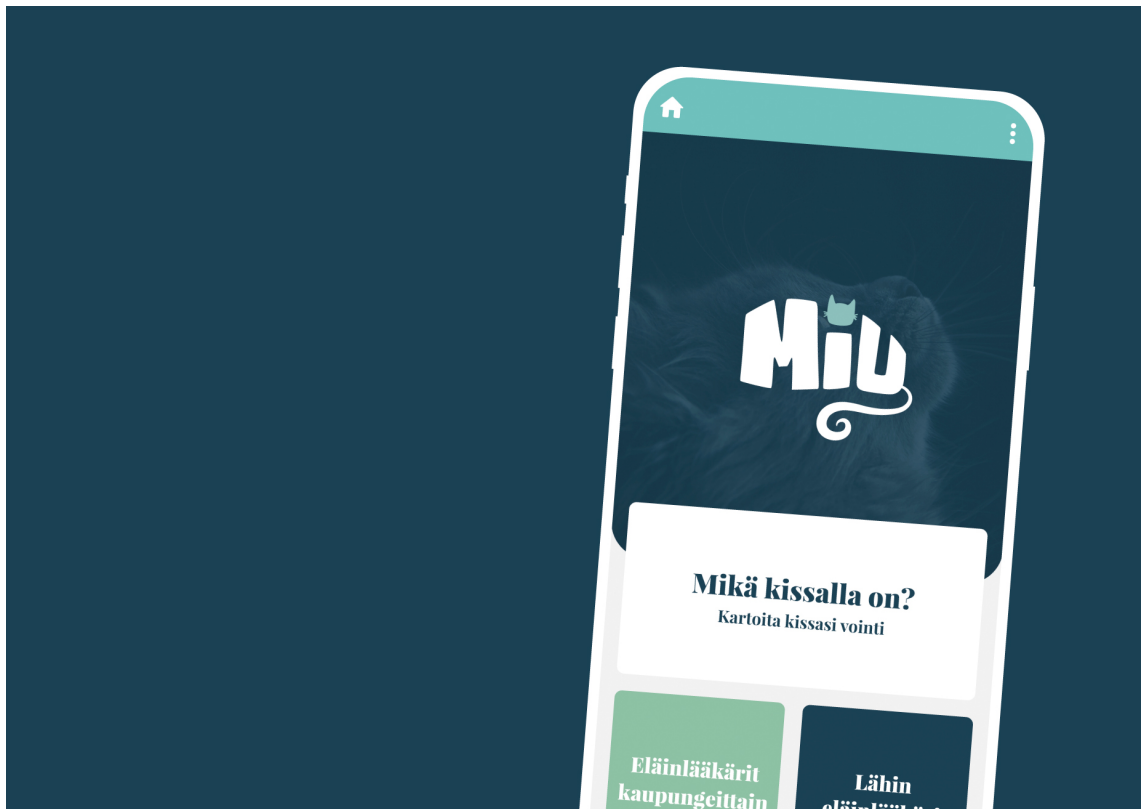 Miu
Mikä kissalla on?
Kartoita kissasi vointi
Eläinlääkärit
kaupungeittain
Lähin